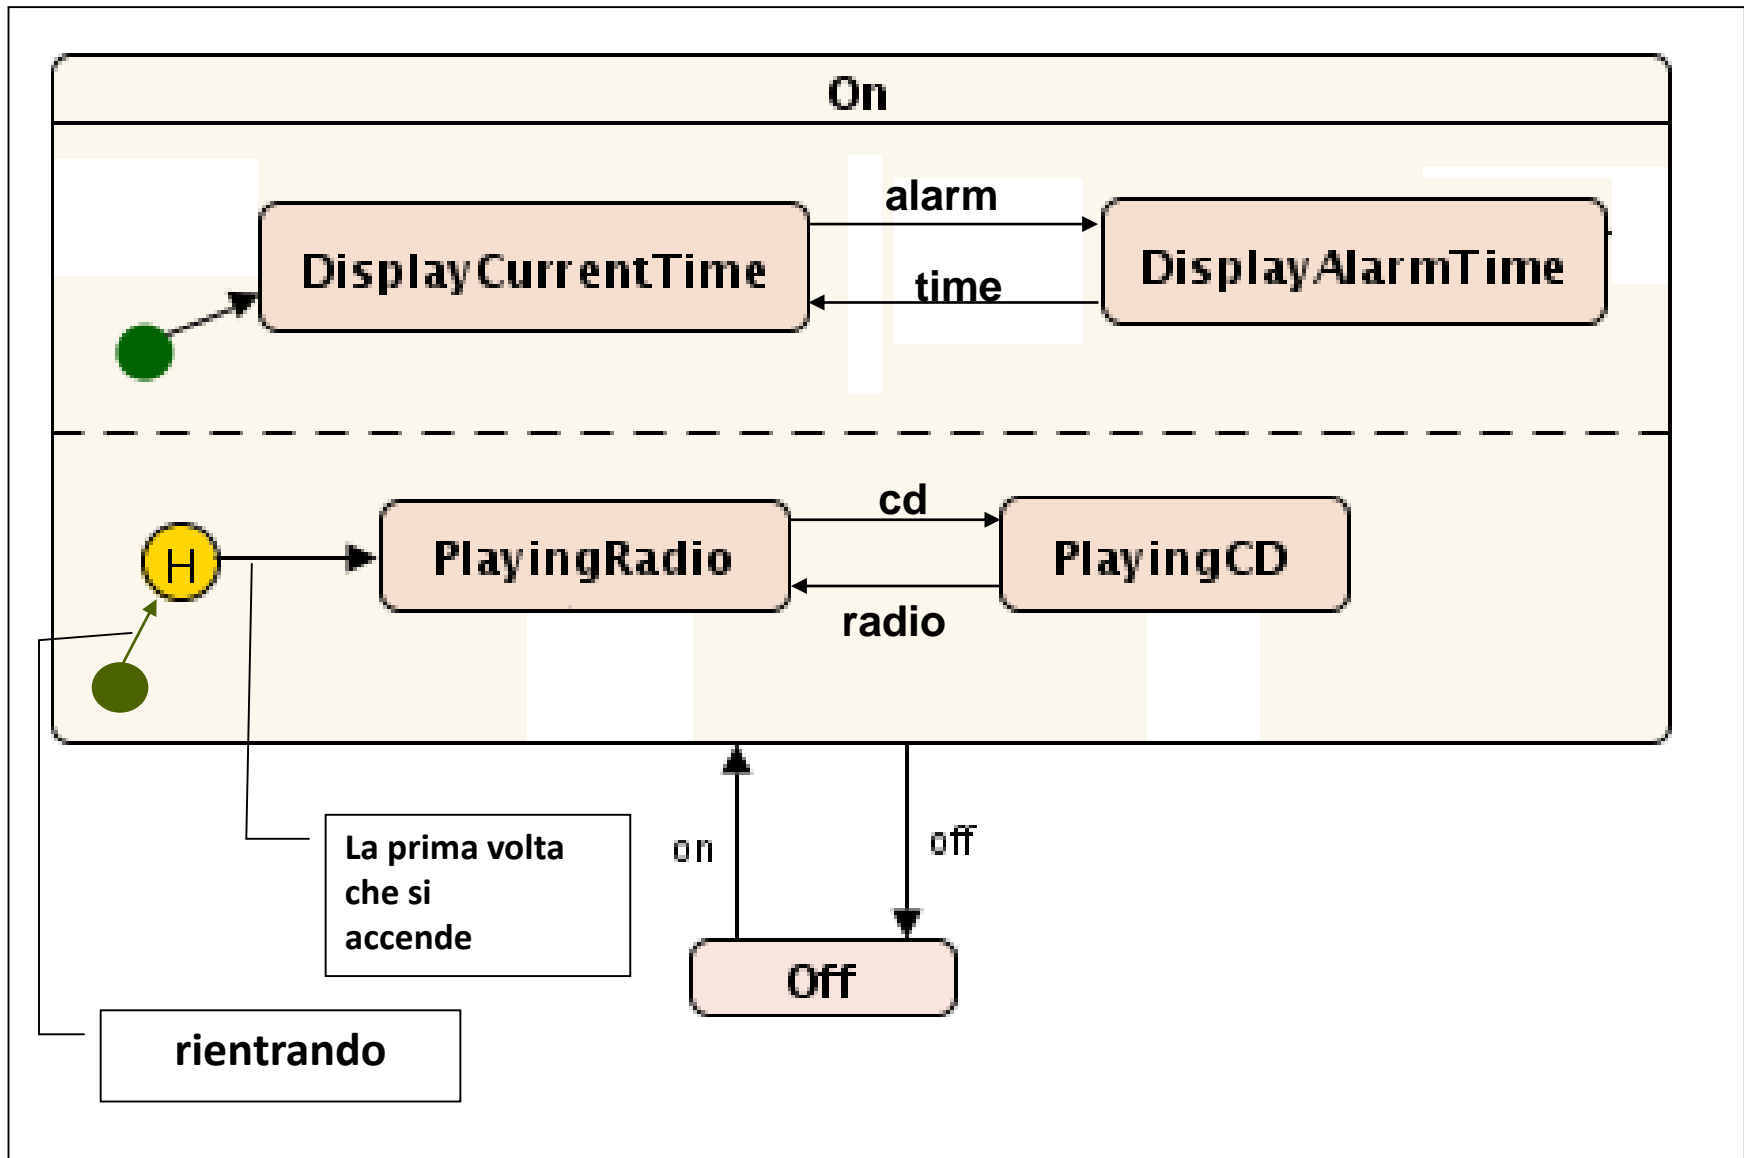 On
alarm
DisplayCurrentTime
DisplayAlarmTime
time
cd
H
PlayingRadio
PlayingCD
radio
La prima volta
che si
accende
on
off
Off
rientrando